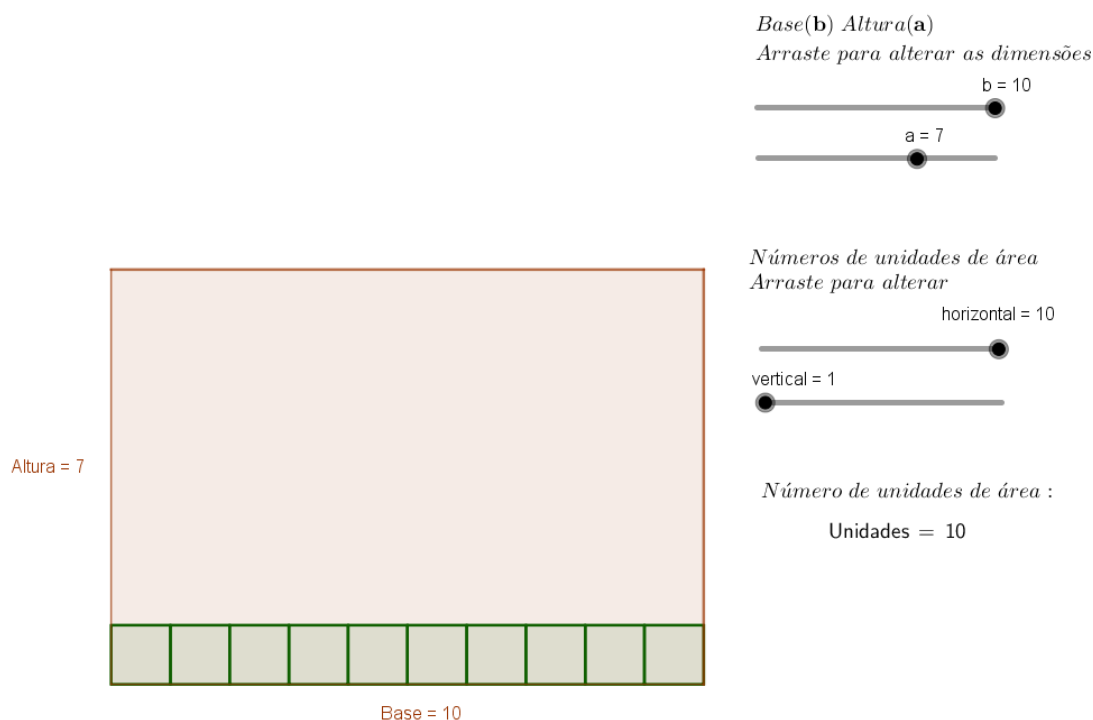 Base(b) Altura(a)
Arraste para alterar as dimensões
b = 10
a = 7
Números de unidades de área
Arraste para alterar
horizontal = 10
vertical = 1
Altura = 7
Número de unidades de área :
Unidades = 10
Base = 10